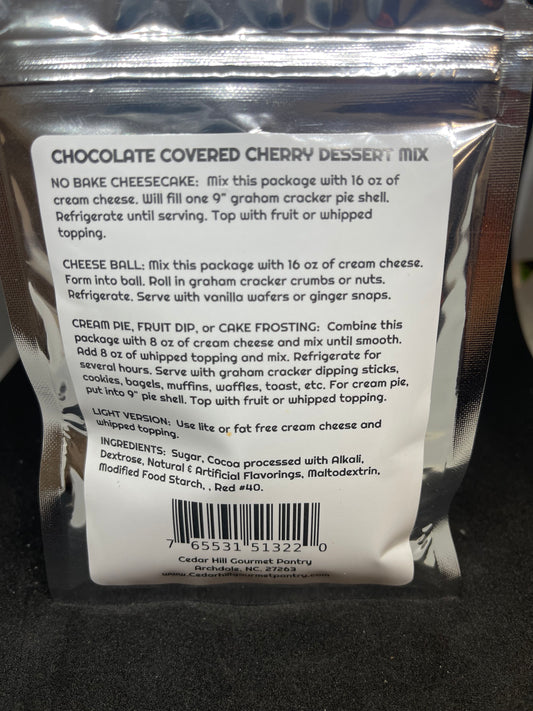 CHOCOLATE COVERED CHERRY DESSERT MIX
NO BAKE CHEESECAKE: Mix this package with 16 oz of
cream cheese. Will fill one 9" graham cracker pie shell.
Refrigerate until serving. Top with fruit or whipped
topping.
CHEESE BALL: Mix this package with 16 oz of cream cheese.
Form into ball. Roll in graham cracker crumbs or nuts.
Refrigerate. Serve with vanilla wafers or ginger snaps.
CREAM PIE, FRUIT DIP, or CAKE FROSTING: Combine this
package with 8 oz of cream cheese and mix until smooth.
Add 8 oz of whipped topping and mix. Refrigerate for
several hours. Serve with graham cracker dipping sticks,
cookies, bagels, muffins, waffles, toast, etc. For cream pie,
put into 9" pie shell. Top with fruit or whipped topping.
LIGHT VERSION: Use lite or fat free cream cheese and
whipped topping.
INGREDIENTS: Sugar, Cocoa processed with Alkali,
Dextrose, Natural & Artificial Flavorings, Maltodextrin,
Modified Food Starch, , Red #40.
7 65531 51322 0
Cedar Hill Gourmet Pantry
Archdale, NC. 27263
www.Cedarhillgourmetpantry.com